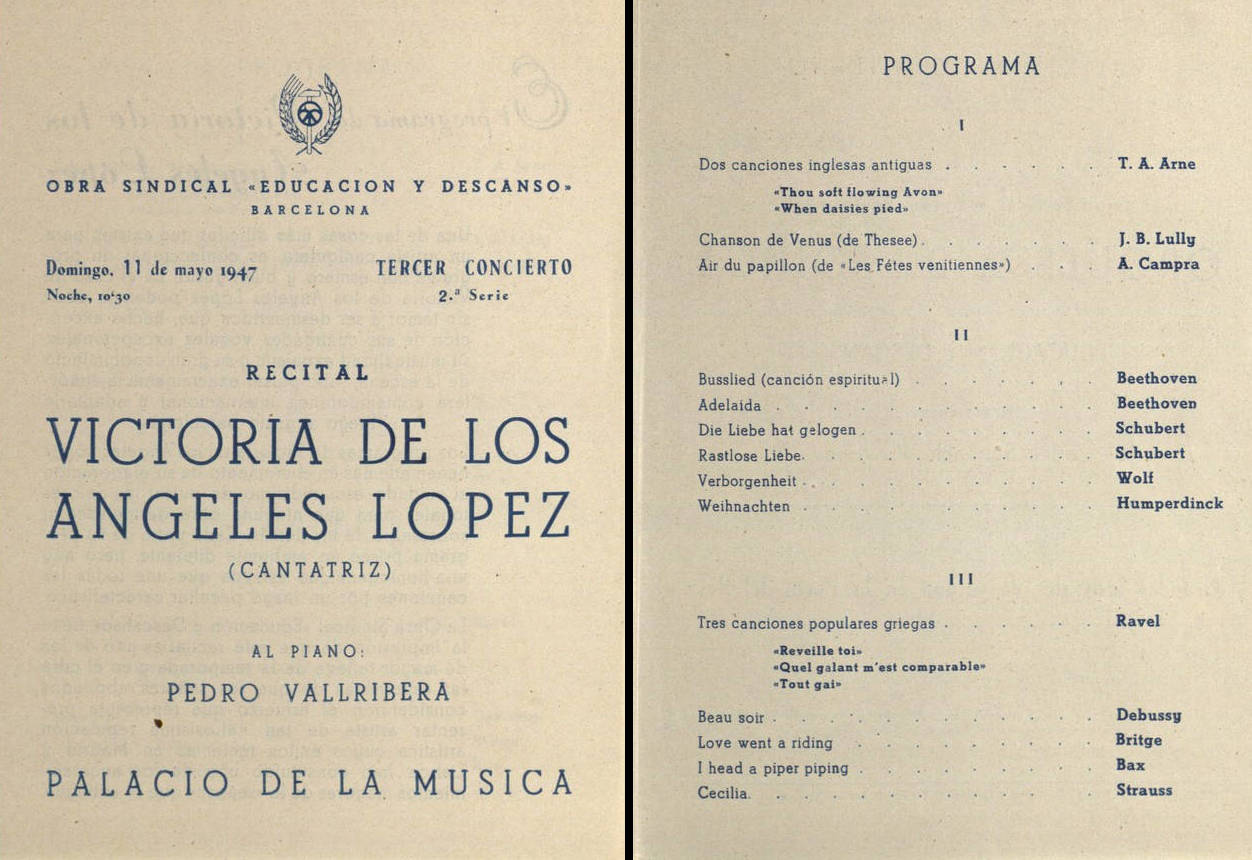 OBRA SINDICAL «EDUCACION Y DESCANSO»
BARCELONA
Domingo, 11 de mayo 1947
TERCER CONCIERTO
Noche, 10'30
2.ª Serie
RECITAL
VICTORIA DE LOS
ANGELES LOPEZ
(CANTATRIZ)
AL PIANO:
PEDRO VALLRIBERA
PALACIO DE LA MUSICA
PROGRAMA
I
Dos canciones inglesas antiguas . . . . . . T. A. Arne
«Thou soft flowing Avon»
«When daisies pied»
Chanson de Venus (de Thesee) . . . . . . J. B. Lully
Air du papillon (de «Les Fétes venitiennes») . . . A. Campra
II
Busslied (canción espiritual) . . . . . . Beethoven
Adelaida . . . . . . Beethoven
Die Liebe hat gelogen . . . . . . Schubert
Rastlose Liebe . . . . . . Schubert
Verborgenheit . . . . . . Wolf
Weihnachten . . . . . . Humperdinck
III
Tres canciones populares griegas . . . . . . Ravel
«Reveille toi»
«Quel galant m'est comparable»
«Tout gai»
Beau soir . . . . . . Debussy
Love went a riding . . . . . . Britge
I head a piper piping . . . . . . Bax
Cecilia . . . . . . Strauss